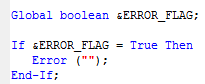 Global boolean &ERROR_FLAG;
If &ERROR_FLAG = True Then
Error ("");
End-If;